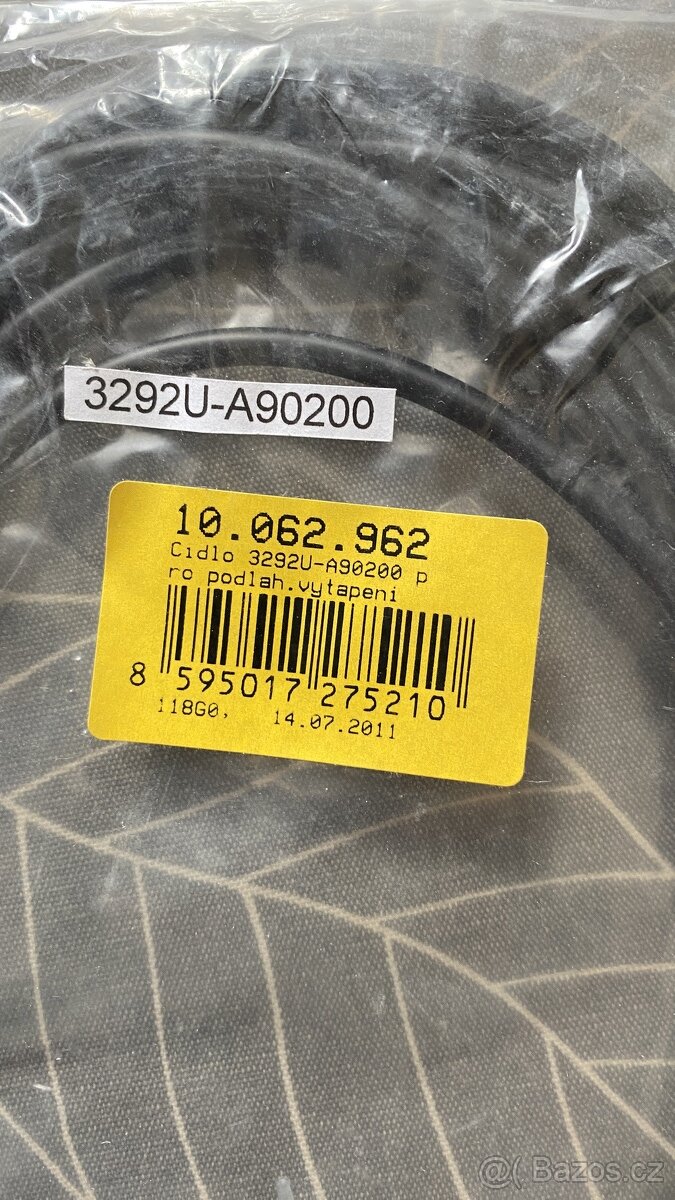 3292U-A90200
10.062.962
Cidlo 3292U-A90200 p
ro podlah.vytapeni
8 595017 275210
118G0, 14.07.2011
@( Bazos.cz